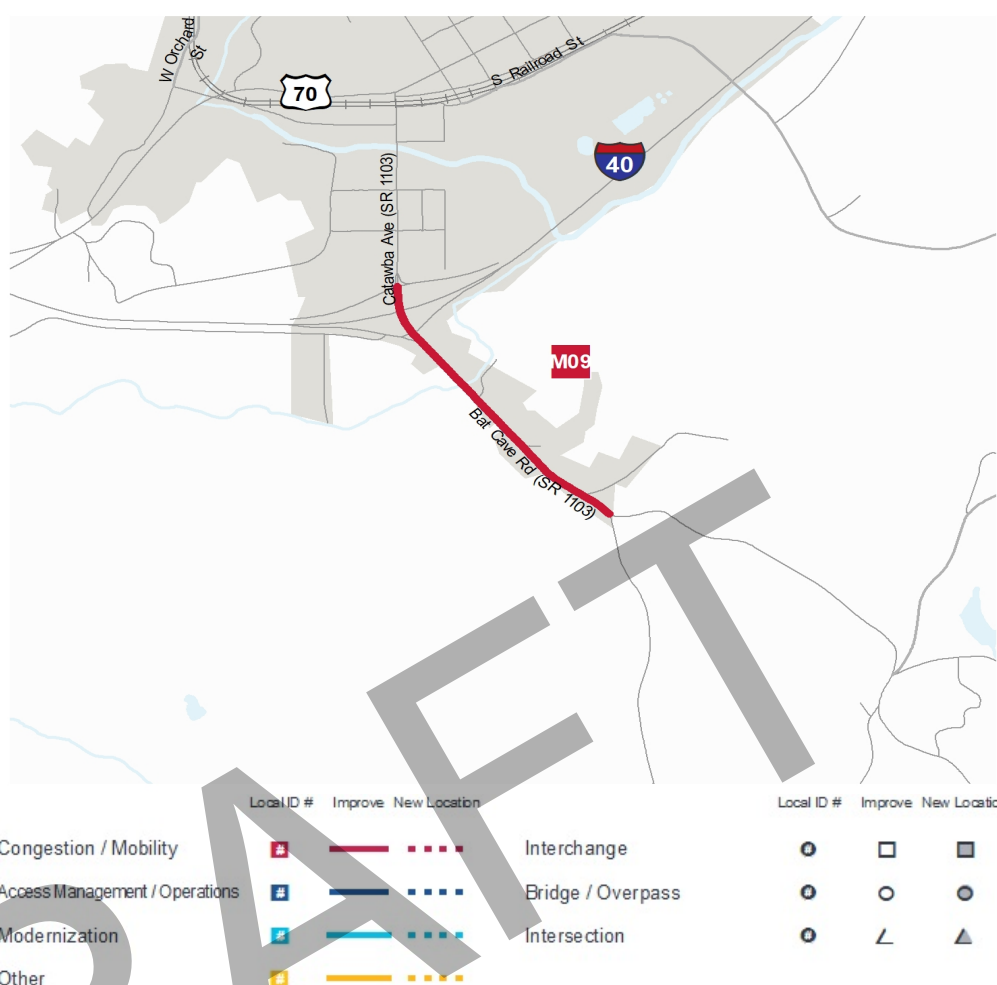 W Orchard
St
S Railroad St
70
40
Catawba Ave (SR 1103)
M09
Bat Cave Rd (SR 1103)
Local ID # Improve New Location
Local ID # Improve New Locatio
Congestion / Mobility #
Interchange #
Access Management / Operations #
Bridge / Overpass #
Modernization #
Intersection #
Other #
RAFT